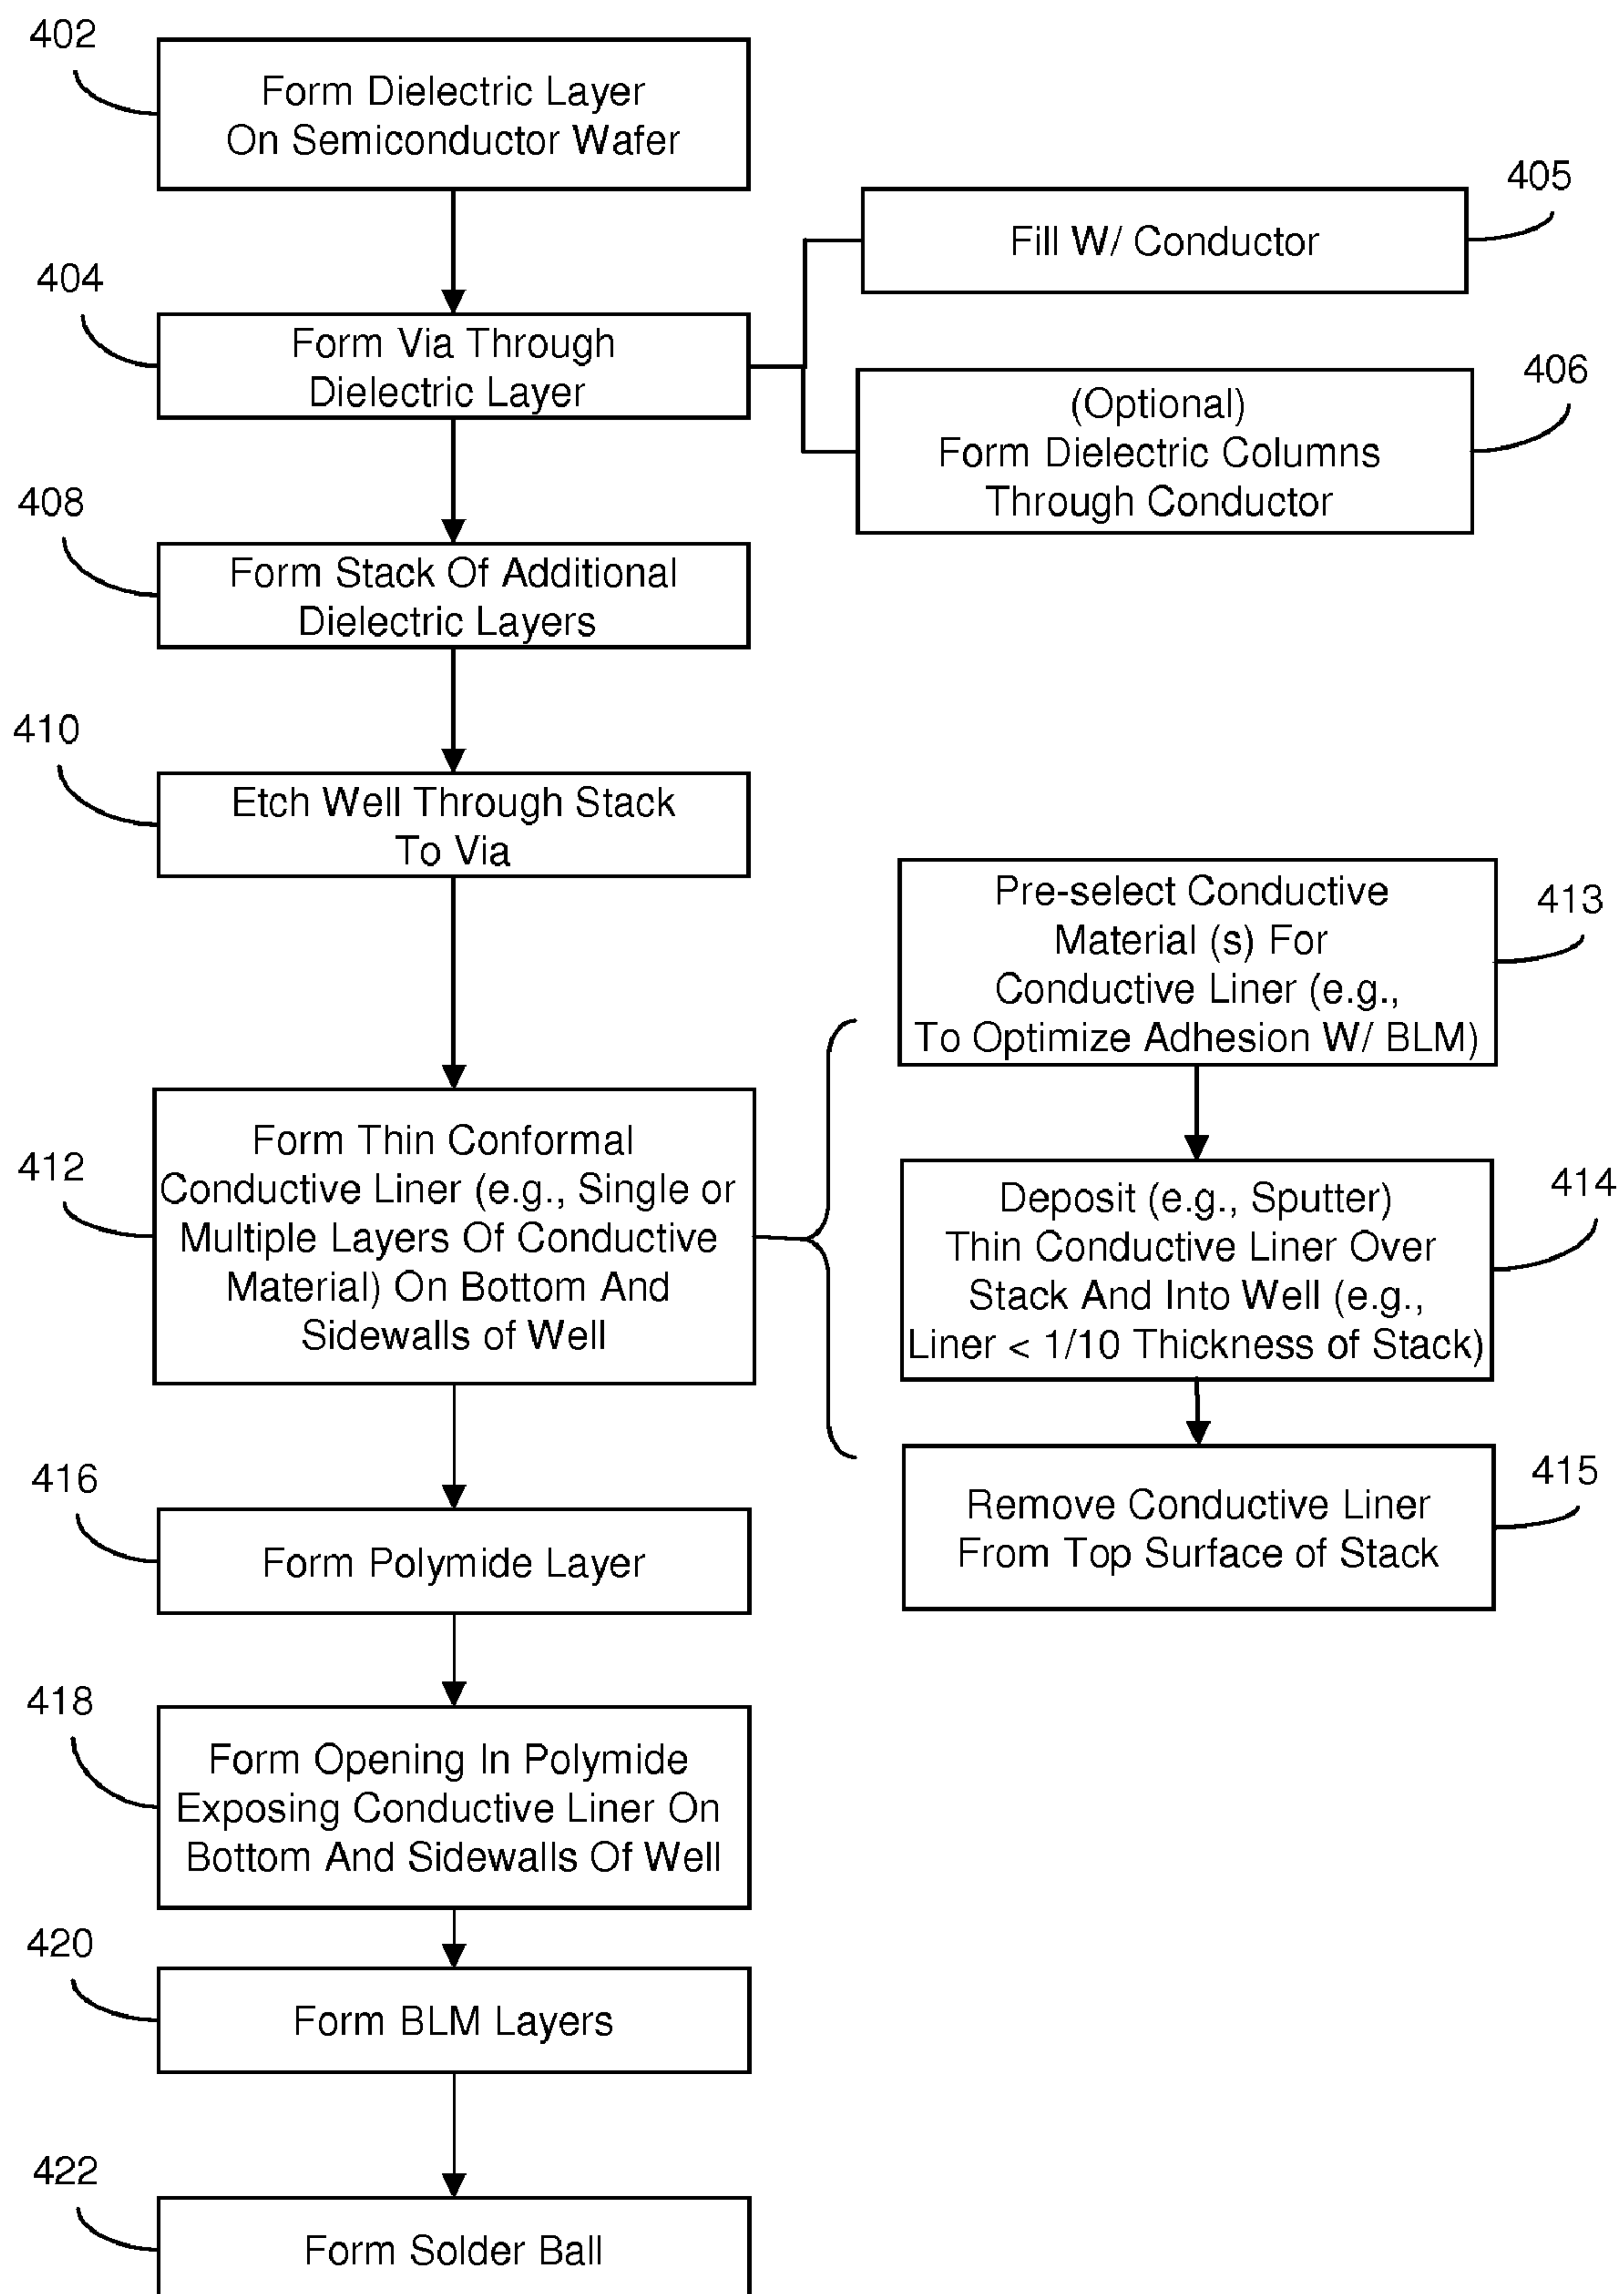 402
Form Dielectric Layer
On Semiconductor Wafer
404
Form Via Through
Dielectric Layer
405
Fill W/ Conductor
406
(Optional)
Form Dielectric Columns
Through Conductor
408
Form Stack Of Additional
Dielectric Layers
410
Etch Well Through Stack
To Via
412
Form Thin Conformal
Conductive Liner (e.g., Single or
Multiple Layers Of Conductive
Material) On Bottom And
Sidewalls of Well
413
Pre-select Conductive
Material (s) For
Conductive Liner (e.g.,
To Optimize Adhesion W/ BLM)
414
Deposit (e.g., Sputter)
Thin Conductive Liner Over
Stack And Into Well (e.g.,
Liner < 1/10 Thickness of Stack)
415
Remove Conductive Liner
From Top Surface of Stack
416
Form Polymide Layer
418
Form Opening In Polymide
Exposing Conductive Liner On
Bottom And Sidewalls Of Well
420
Form BLM Layers
422
Form Solder Ball